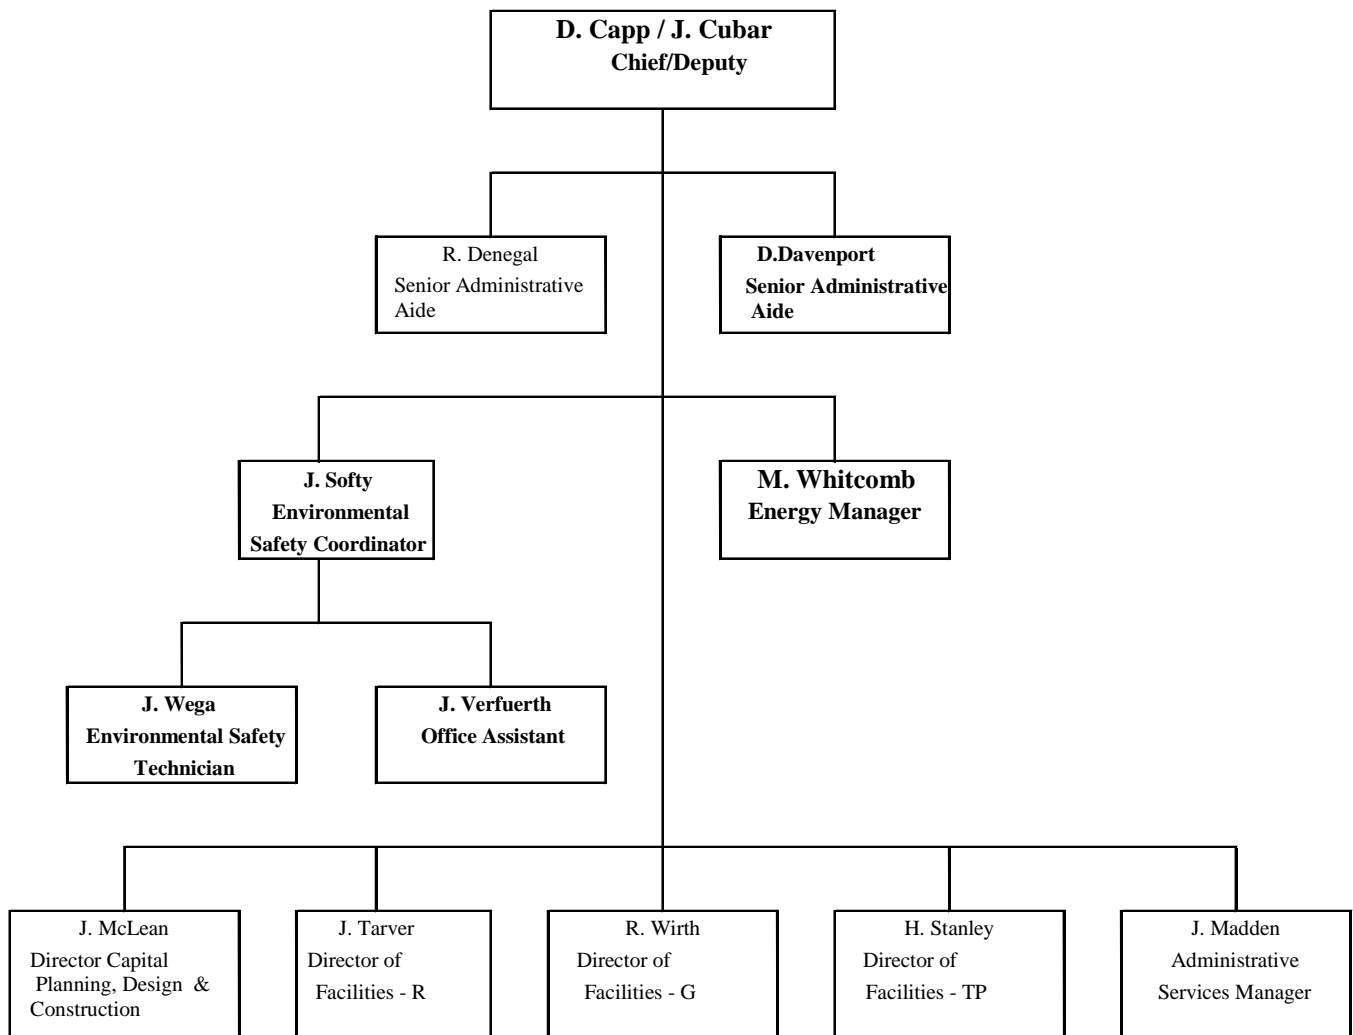 D. Capp / J. Cubar
Chief/Deputy
R. Denegal
Senior Administrative
Aide
D.Davenport
Senior Administrative
Aide
J. Softy
Environmental
Safety Coordinator
M. Whitcomb
Energy Manager
J. Wega
Environmental Safety
Technician
J. Verfuerth
Office Assistant
J. McLean
Director Capital
Planning, Design &
Construction
J. Tarver
Director of
Facilities - R
R. Wirth
Director of
Facilities - G
H. Stanley
Director of
Facilities - TP
J. Madden
Administrative
Services Manager